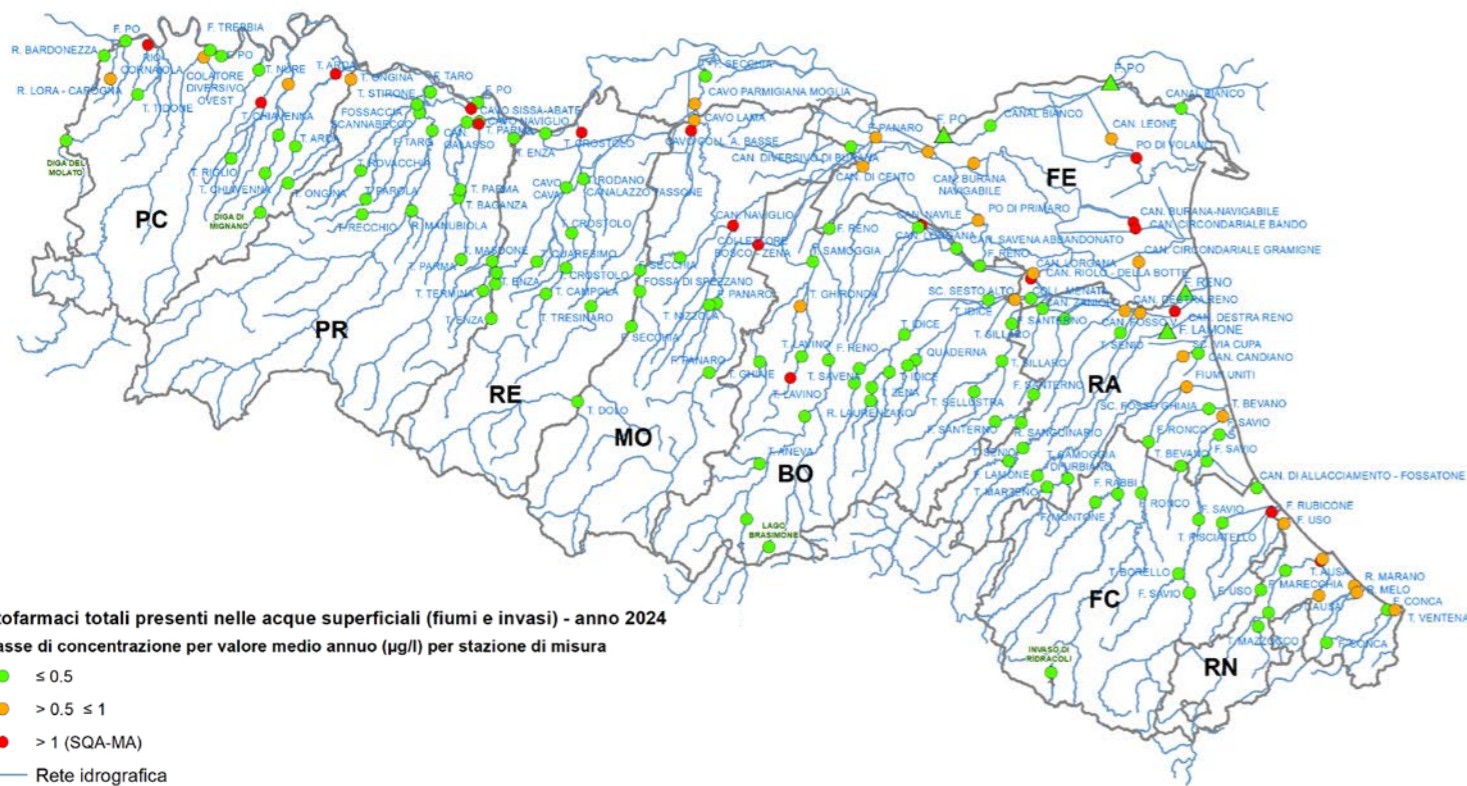 F. PO
F. TREBBIA
R. BARDONEZZA
RIO
CORNAIOLA
F. PO
COLATORE
DIVERSIVO
OVEST
T. NURE
T. ARDA
R. LORA - CAROGNA
T. TIDONE
T. CHIAVENNA
T. ONGINA
T. STIRONE
F. TARO
FOSSACCIA
SCANNABECCO
F. PO
CAVO SISSA-ABATE
CAVO NAVIGLIO
T. PARMA
CAN.
GALASSO
T. ENZA
T. CROSTOLO
F. SECCHIA
CAVO PARMIGIANA MOGLIA
CAVO LAMA
F. PANARO
CAN. DIVERSIVO DI BURANA
CAN. DI CENTO
F. PO
F. PO
CANAL BIANCO
CANAL BIANCO
CAN. LEONE
PO DI VOLANO
CAN. BURANA
NAVIGABILE
FE
DIGA DEL
MOLATO
T. ARDA
T. RIGLIO
T. CHIAVENNA
T. ONGINA
DIGA DI
MIGNANO
PC
T. ROVACCHIA
T. PAROLA
T. RECCHIO
R. MANUBIOLA
T. PARMA
T. BAGANZA
CAVO
CAVA
T. RODANO
CANALAZZO TASSONE
T. CROSTOLO
CAN. NAVIGLIO
COLLETTORE
BOSCO - ZENA
F. RENO
T. SAMOGGIA
CAN. NAVILE
CAN. LORGANA
PO DI PRIMARO
CAN. SAVENA ABBANDONATO
F. RENO
CAN. BURANA-NAVIGABILE
CAN. CIRCONDARIALE BANDO
CAN. CIRCONDARIALE GRAMIGNE
CAN. LORGANA
CAN. RIOLO - DELLA BOTTE
T. PARMA
T. MASDONE
T. ENZA
T. TERMINA
T. ENZA
T. QUARESIMO
T. CROSTOLO
T. CAMPOLA
T. TRESINARO
F. SECCHIA
FOSSA DI SPEZZANO
F. PANARO
T. NIZZOLA
F. SECCHIA
F. PANARO
T. GHIRONDA
SC. SESTO ALTO
T. IDICE
T. SILLARO
F. SANTERNO
F. RENO
CAN. DESTRA RENO
F. LAMONE
T. SENIO
SC. VIA CUPA
CAN. CANDIANO
FIUMI UNITI
PR
RE
MO
BO
RA
T. DOLO
T. LAVINO
F. RENO
T. GHIAIE
T. LAVINO
T. SAVENA
T. IDICE
QUADERNA
T. IDICE
T. ZENA
R. LAURENZANO
T. SILLARO
F. SANTERNO
T. SELLUSTRA
F. SANTERNO
R. SANGUINARIO
T. SENIO
F. LAMONE
T. MARZENO
SC. FOSSO GHIAIA
T. BEVANO
F. SAVIO
F. RONCO
T. BEVANO
F. SAVIO
CAN. DI ALLACCIAMENTO - FOSSATONE
T. ANEVA
LAGO
BRASIMONE
F. RABBI
F. MONTONE
F. RONCO
F. SAVIO
T. PISCIATELLO
F. RUBICONE
F. USO
T. BORELLO
F. SAVIO
FC
INVASO DI
RIDRACOLI
F. USO
T. AUSA
F. MARECCHIA
T. AUSA
R. MARANO
R. MELO
F. CONCA
T. VENTENA
T. MAZZOCCO
F. CONCA
RN
tofarmaci totali presenti nelle acque superficiali (fiumi e invasi) - anno 2024
asse di concentrazione per valore medio annuo (µg/l) per stazione di misura
≤ 0.5
> 0.5 ≤ 1
> 1 (SQA-MA)
Rete idrografica